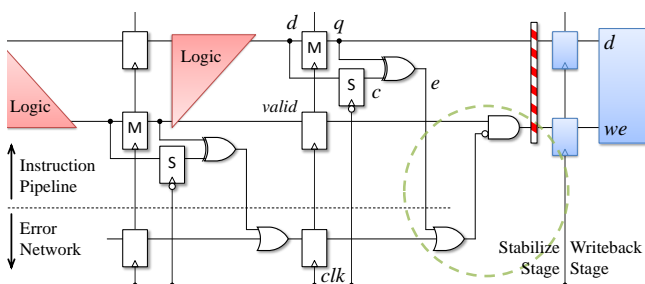 d
q
Logic
M
d
S
c
Logic
valid
e
M
we
S
Instruction
Pipeline
Error
Network
Stabilize
Stage
Writeback
Stage
clk